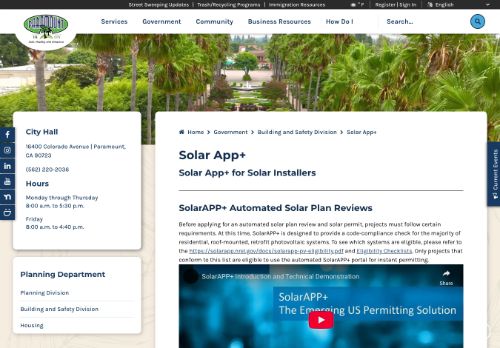 Street Sweeping Updates | Trash/Recycling Programs | Immigration Resources
° F
Register | Sign In
English
PARAMOUNT
Services
Government
Community
Business Resources
How Do I
Search...
City Hall
16400 Colorado Avenue | Paramount, CA 90723
(562) 220-2036
Hours
Monday through Thursday
8:00 a.m. to 5:30 p.m.
Friday
8:00 a.m. to 4:40 p.m.
Planning Department
Planning Division
Building and Safety Division
Housing
Home > Government > Building and Safety Division > Solar App+
Solar App+
Solar App+ for Solar Installers
SolarAPP+ Automated Solar Plan Reviews
Before applying for an automated solar plan review and solar permit, projects must follow certain
requirements. At this time, SolarAPP+ is designed to provide a code-compliance check for the majority of
residential, roof-mounted, retrofit photovoltaic systems. To see which systems are eligible, please refer to
the https://solarapp.nrel.gov/docs/solarapp-pv-eligibility.pdf and Eligibility Checklists. Only projects that
conform to this list are eligible to use the automated SolarAPP+ portal for instant permitting.
SolarAPP+ Introduction and Technical Demonstration
Share
SolarAPP+
The Emerging US Permitting Solution
Current Events